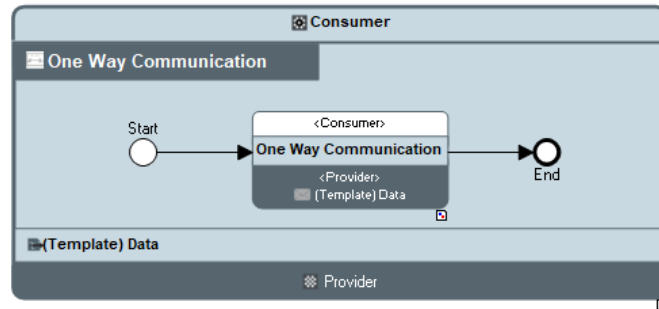 Consumer
One Way Communication
Start
<Consumer>
One Way Communication
<Provider>
(Template) Data
End
(Template) Data
Provider